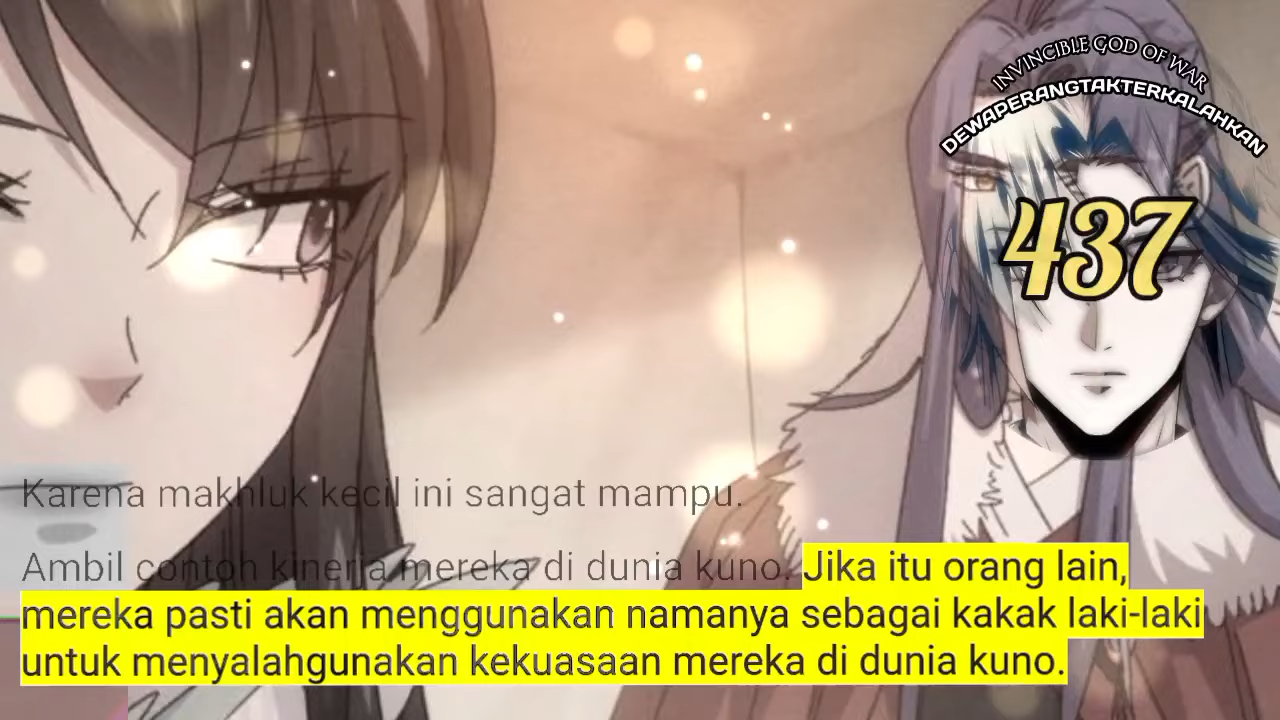 INVINCIBLE GOD OF WAR
DEWAPERANGTAKTERKALAHKAN
437
Karena makhluk kecil ini sangat mampu.
Ambil contoh kinerja mereka di dunia kuno. Jika itu orang lain,
mereka pasti akan menggunakan namanya sebagai kakak laki-laki
untuk menyalahgunakan kekuasaan mereka di dunia kuno.